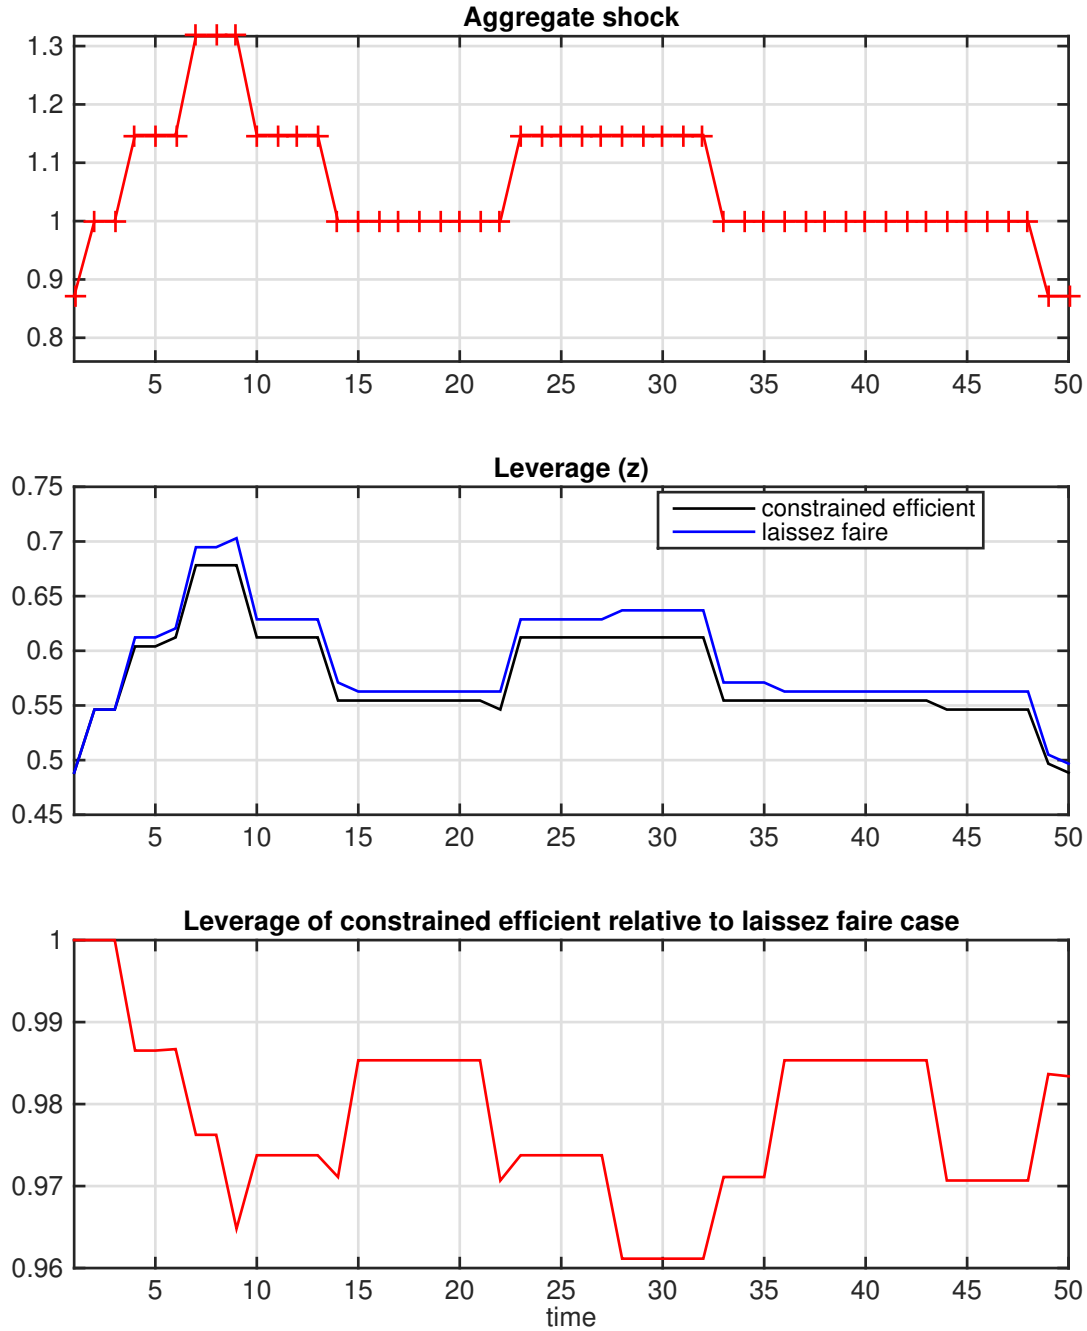 Aggregate shock
1.3
1.2
1.1
1
0.9
0.8
5 10 15 20 25 30 35 40 45 50
Leverage (z)
0.75
0.7
0.65
0.6
0.55
0.5
0.45
constrained efficient
laissez faire
5 10 15 20 25 30 35 40 45 50
Leverage of constrained efficient relative to laissez faire case
1
0.99
0.98
0.97
0.96
5 10 15 20 25 30 35 40 45 50
time